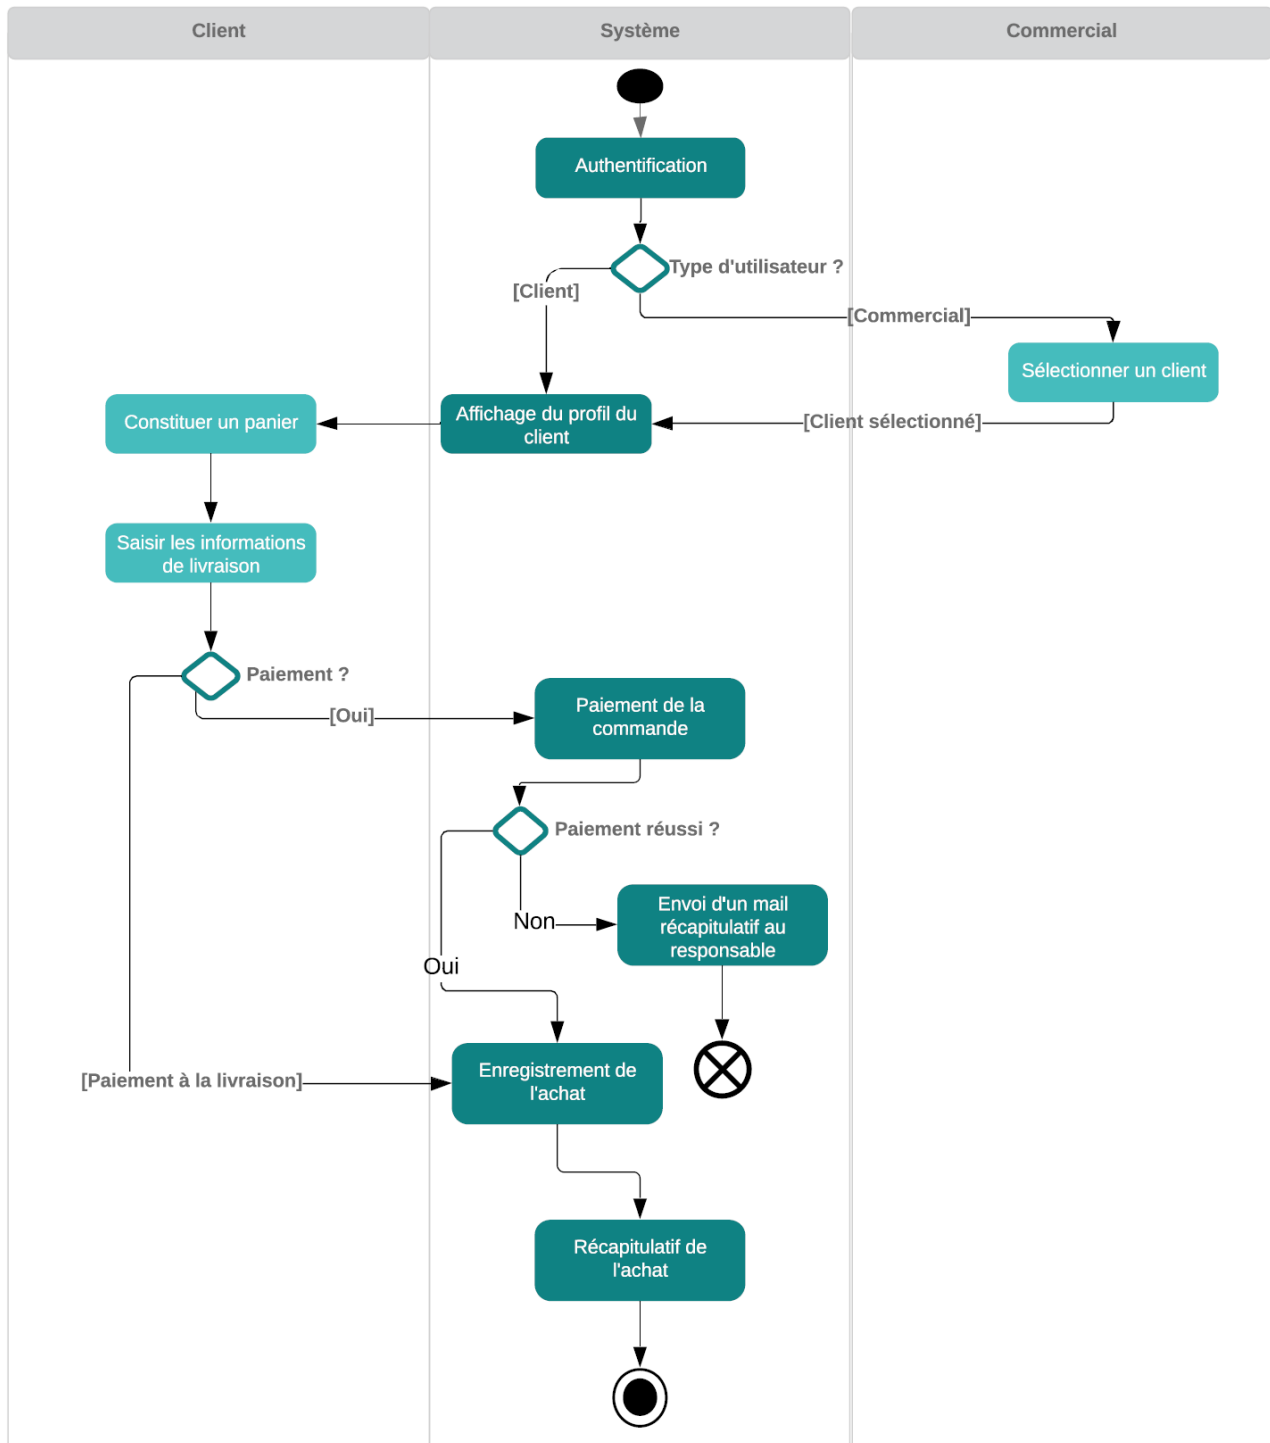 Client
Système
Commercial
Authentification
Type d'utilisateur ?
[Client]
[Commercial]
Sélectionner un client
Affichage du profil du
client
[Client sélectionné]
Constituer un panier
Saisir les informations
de livraison
Paiement ?
[Oui]
Paiement de la
commande
Paiement réussi ?
Non
Envoi d'un mail
récapitulatif au
responsable
Oui
[Paiement à la livraison]
Enregistrement de
l'achat
Récapitulatif de
l'achat